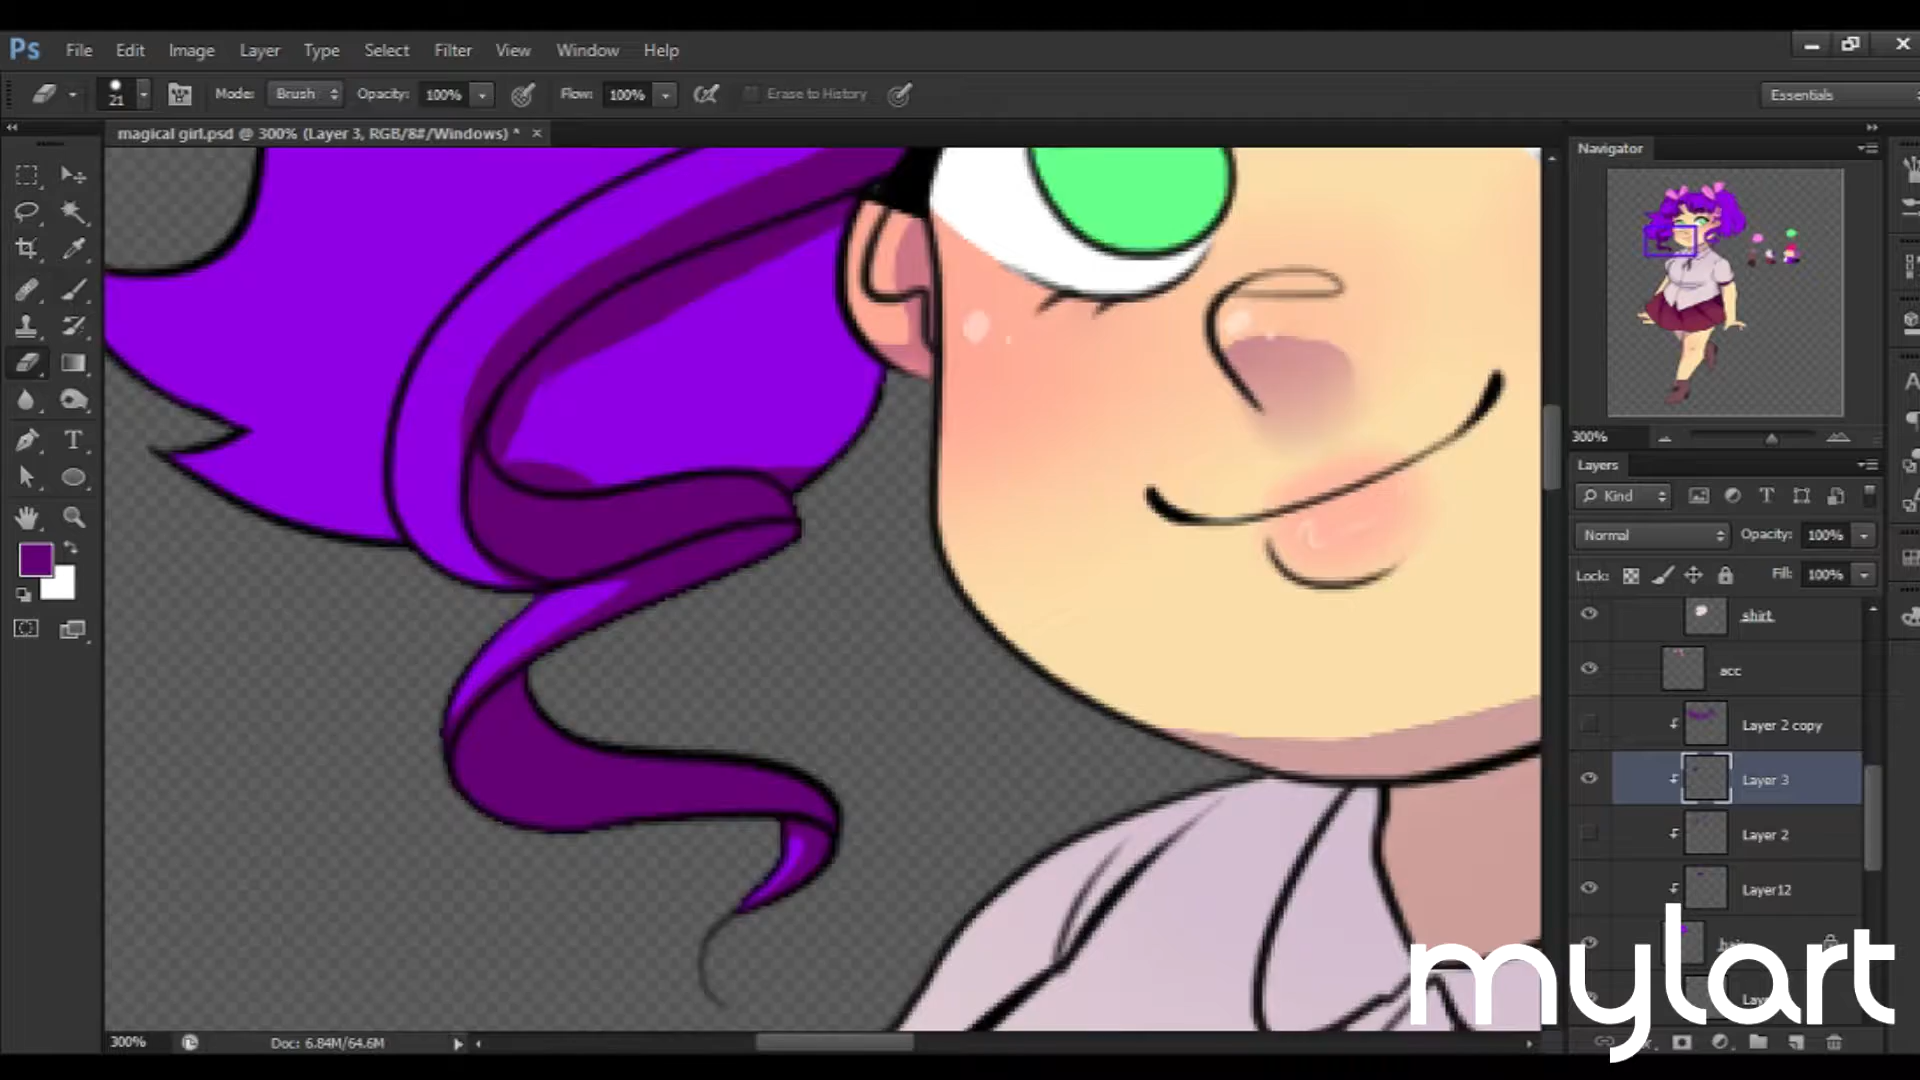 Ps File Edit Image Layer Type Select Filter View Window Help
21 Mode: Brush Opacity: 100% Flow: 100% Erase to History Essentials
magical girl.psd @ 300% (Layer 3, RGB/8#/Windows) * ×
Navigator
300%
Layers
Kind
Normal Opacity: 100%
Lock: Fill: 100%
shirt
acc
Layer 2 copy
Layer 3
Layer 2
Layer12
mylart
300% Doc: 6.84M/64.6M